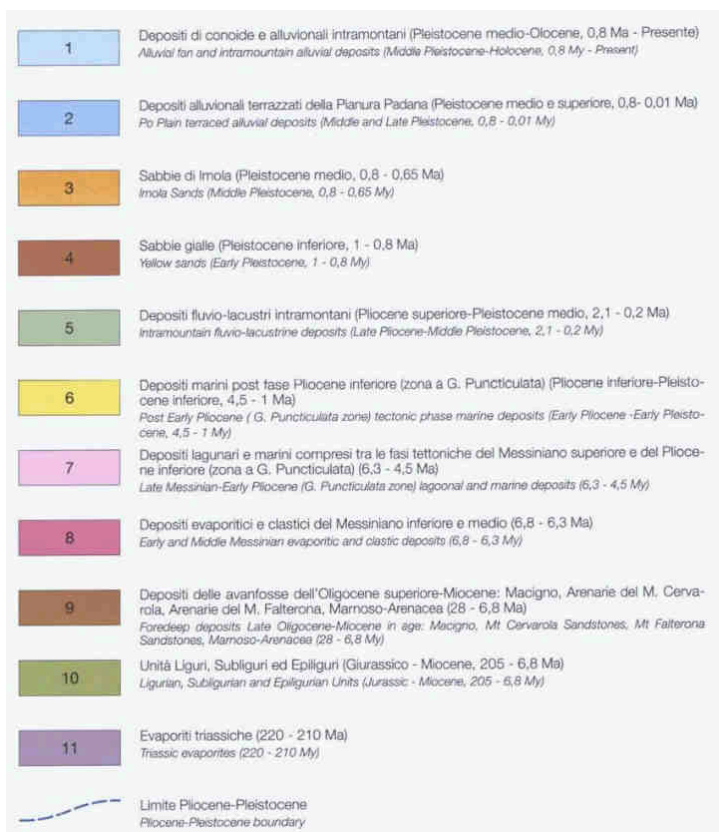 1
Depositi di conoide e alluvionali intramontani (Pleistocene medio-Olocene, 0,8 Ma - Presente)
Alluvial fan and intramountain alluvial deposits (Middle Pleistocene-Holocene, 0,8 My - Present)
2
Depositi alluvionali terrazzati della Pianura Padana (Pleistocene medio e superiore, 0,8- 0,01 Ma)
Po Plain terraced alluvial deposits (Middle and Late Pleistocene, 0,8 - 0,01 My)
3
Sabbie di Imola (Pleistocene medio, 0,8 - 0,65 Ma)
Imola Sands (Middle Pleistocene, 0,8 - 0,65 My)
4
Sabbie gialle (Pleistocene inferiore, 1 - 0,8 Ma)
Yellow sands (Early Pleistocene, 1 - 0,8 My)
5
Depositi fluvio-lacustri intramontani (Pliocene superiore-Pleistocene medio, 2,1 - 0,2 Ma)
Intramountain fluvio-lacustrine deposits (Late Pliocene-Middle Pleistocene, 2,1 - 0,2 My)
6
Depositi marini post fase Pliocene inferiore (zona a G. Puncticulata) (Pliocene inferiore-Pleisto-
cene inferiore, 4,5 - 1 Ma)
Post Early Pliocene ( G. Puncticulata zone) tectonic phase marine deposits (Early Pliocene -Early Pleisto-
cene, 4,5 - 1 My)
7
Depositi lagunari e marini compresi tra le fasi tettoniche del Messiniano superiore e del Plioce-
ne inferiore (zona a G. Puncticulata) (6,3 - 4,5 Ma)
Late Messinian-Early Pliocene (G. Puncticulata zone) lagoonal and marine deposits (6,3 - 4,5 My)
8
Depositi evaporitici e clastici del Messiniano inferiore e medio (6,8 - 6,3 Ma)
Early and Middle Messinian evaporitic and clastic deposits (6,8 - 6,3 My)
9
Depositi delle avanfosse dell'Oligocene superiore-Miocene: Macigno, Arenarie del M. Cerva-
rola, Arenarie del M. Falterona, Marnoso-Arenacea (28 - 6,8 Ma)
Foredeep deposits Late Oligocene-Miocene in age: Macigno, Mt Cervarola Sandstones, Mt Falterona
Sandstones, Marnoso-Arenacea (28 - 6,8 My)
10
Unità Liguri, Subliguri ed Epiliguri (Giurassico - Miocene, 205 - 6,8 Ma)
Ligurian, Subligurian and Epiligurian Units (Jurassic - Miocene, 205 - 6,8 My)
11
Evaporiti triassiche (220 - 210 Ma)
Triassic evaporites (220 - 210 My)
Limite Pliocene-Pleistocene
Pliocene-Pleistocene boundary